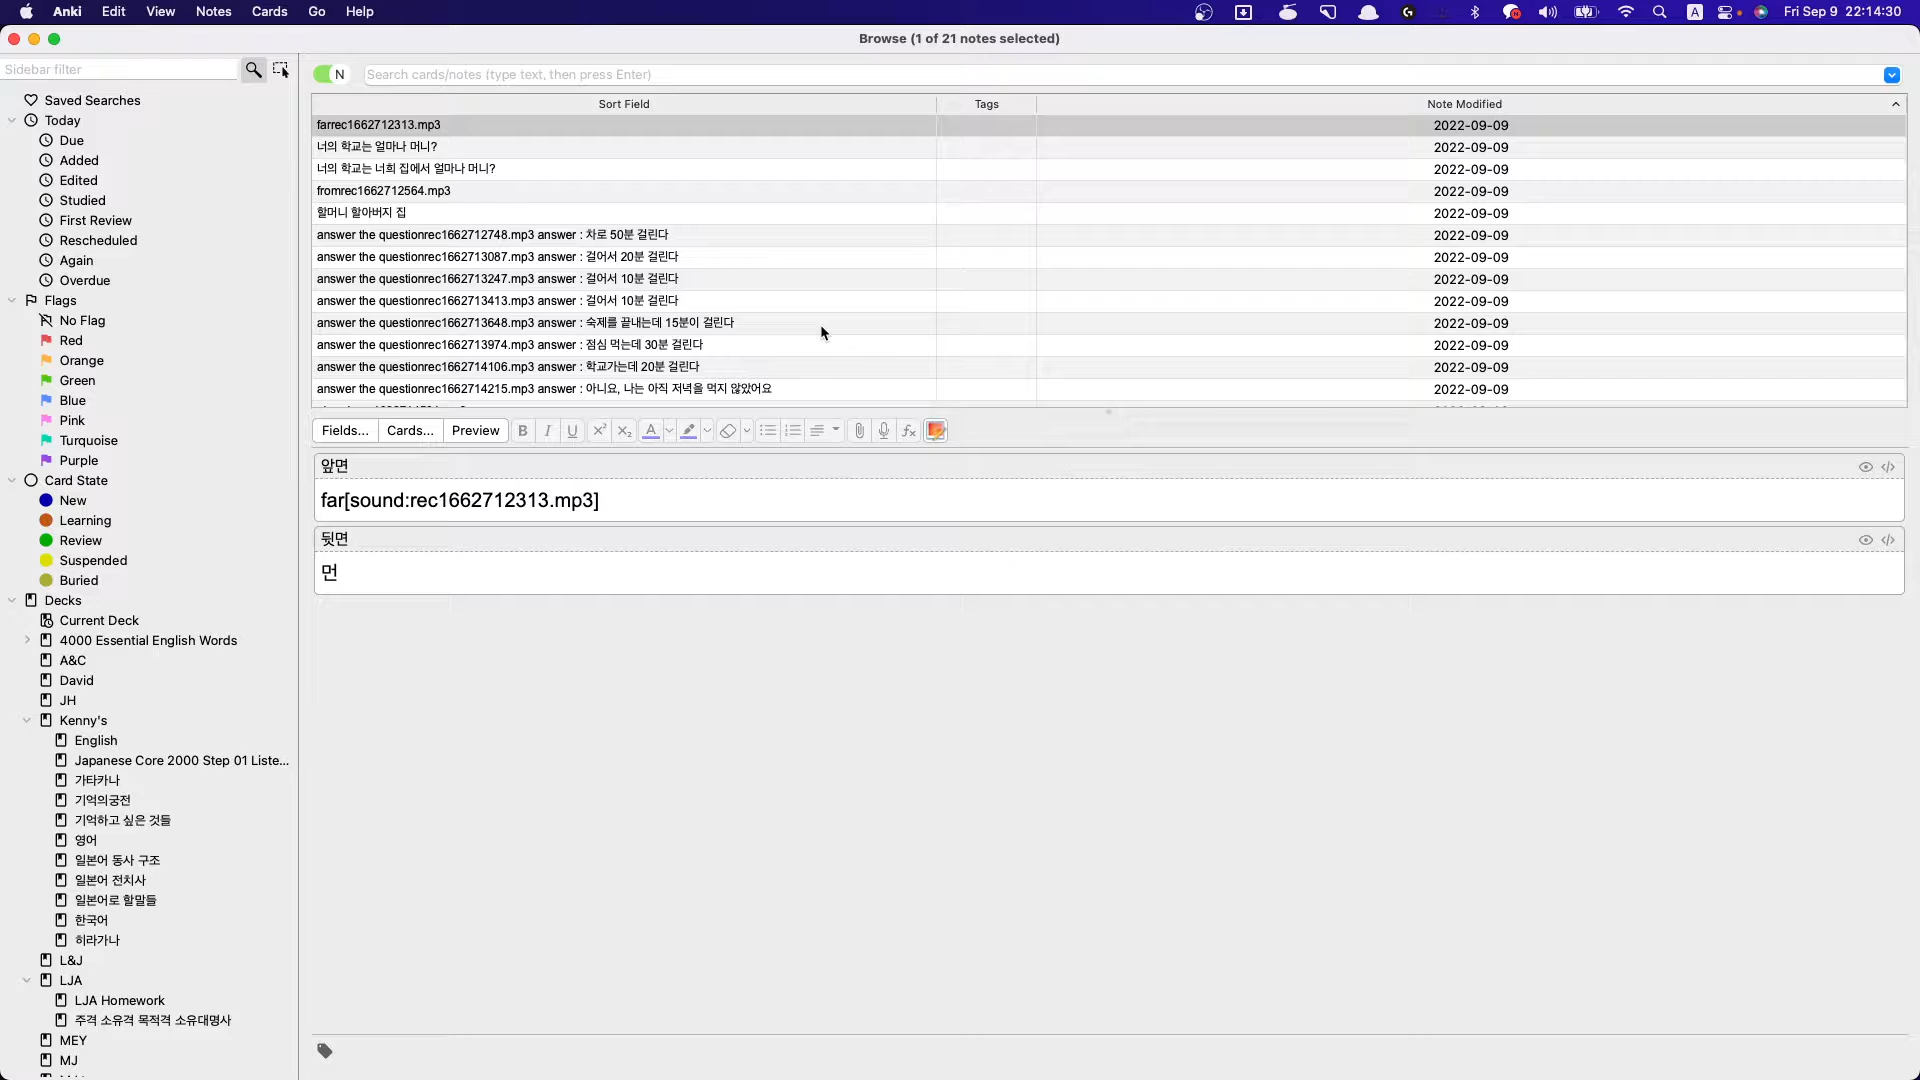 Anki Edit View Notes Cards Go Help
Fri Sep 9 22:14:30
Browse (1 of 21 notes selected)
Sidebar filter
N
Search cards/notes (type text, then press Enter)
Saved Searches
Today
Due
Added
Edited
Studied
First Review
Rescheduled
Again
Overdue
Flags
No Flag
Red
Orange
Green
Blue
Pink
Turquoise
Purple
Card State
New
Learning
Review
Suspended
Buried
Decks
Current Deck
4000 Essential English Words
A&C
David
JH
Kenny's
English
Japanese Core 2000 Step 01 Liste...
가타카나
기억의궁전
기억하고 싶은 것들
영어
일본어 동사 구조
일본어 전치사
일본어로 할말들
한국어
히라가나
L&J
LJA
LJA Homework
주격 소유격 목적격 소유대명사
MEY
MJ
Sort Field Tags Note Modified
farrec1662712313.mp3 2022-09-09
너의 학교는 얼마나 머니? 2022-09-09
너의 학교는 너희 집에서 얼마나 머니? 2022-09-09
fromrec1662712564.mp3 2022-09-09
할머니 할아버지 집 2022-09-09
answer the questionrec1662712748.mp3 answer : 차로 50분 걸린다 2022-09-09
answer the questionrec1662713087.mp3 answer : 걸어서 20분 걸린다 2022-09-09
answer the questionrec1662713247.mp3 answer : 걸어서 10분 걸린다 2022-09-09
answer the questionrec1662713413.mp3 answer : 걸어서 10분 걸린다 2022-09-09
answer the questionrec1662713648.mp3 answer : 숙제를 끝내는데 15분이 걸린다 2022-09-09
answer the questionrec1662713974.mp3 answer : 점심 먹는데 30분 걸린다 2022-09-09
answer the questionrec1662714106.mp3 answer : 학교가는데 20분 걸린다 2022-09-09
answer the questionrec1662714215.mp3 answer : 아니요, 나는 아직 저녁을 먹지 않았어요 2022-09-09
Fields... Cards... Preview
앞면
far[sound:rec1662712313.mp3]
뒷면
먼